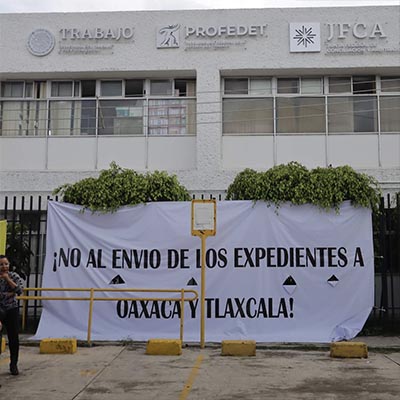 TRABAJO
PROFEDET
JFCA
¡NO AL ENVIO DE LOS EXPEDIENTES A
OAXACA Y TLAXCALA!